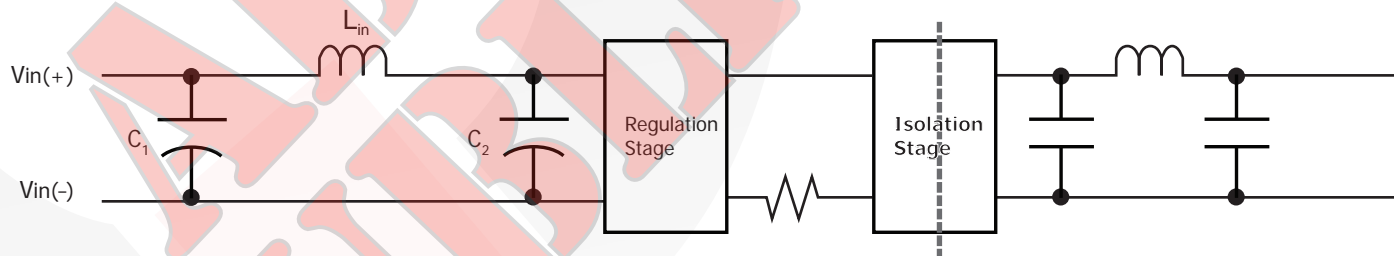 Lin
Vin(+)
C1
C2
Regulation
Stage
Isolation
Stage
Vin(–)